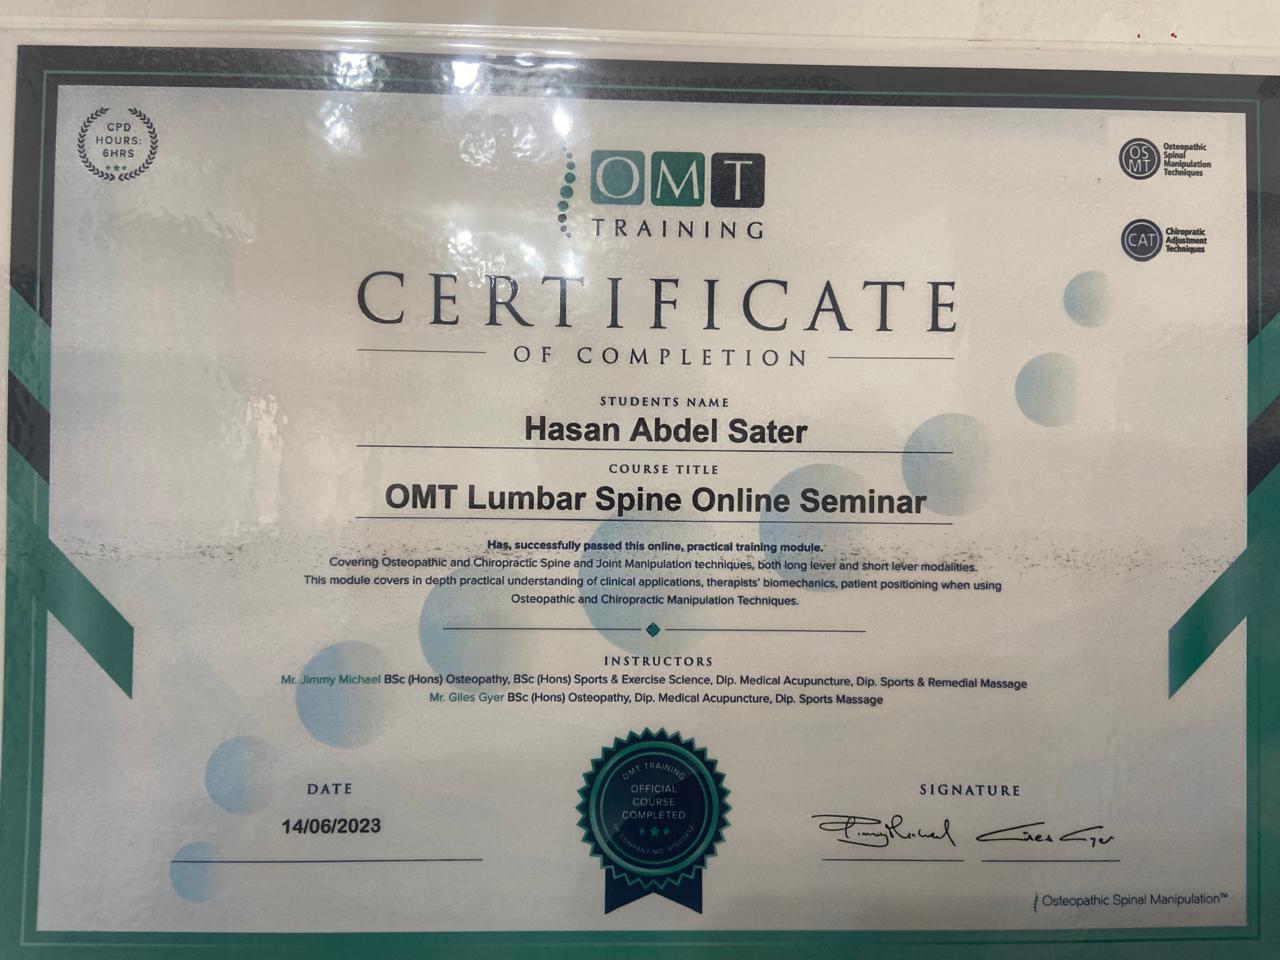 CPD
HOURS:
6HRS
OMT
TRAINING
OS
MT
Osteopathic
Spinal
Manipulation
Techniques
CAT
Chiropratic
Adjustment
Techniques
CERTIFICATE
OF COMPLETION
STUDENTS NAME
Hasan Abdel Sater
COURSE TITLE
OMT Lumbar Spine Online Seminar
Has, successfully passed this online, practical training module.
Covering Osteopathic and Chiropractic Spine and Joint Manipulation techniques, both long lever and short lever modalities.
This module covers in depth practical understanding of clinical applications, therapists' biomechanics, patient positioning when using
Osteopathic and Chiropractic Manipulation Techniques.
INSTRUCTORS
Mr. Jimmy Michael BSc (Hons) Osteopathy, BSc (Hons) Sports & Exercise Science, Dip. Medical Acupuncture, Dip. Sports & Remedial Massage
Mr. Giles Gyer BSc (Hons) Osteopathy, Dip. Medical Acupuncture, Dip. Sports Massage
DATE
14/06/2023
OMT TRAINING
OFFICIAL
COURSE
COMPLETED
COMPANY NO.
SIGNATURE
Jimmy Michael
Giles Gyer
Osteopathic Spinal Manipulation™